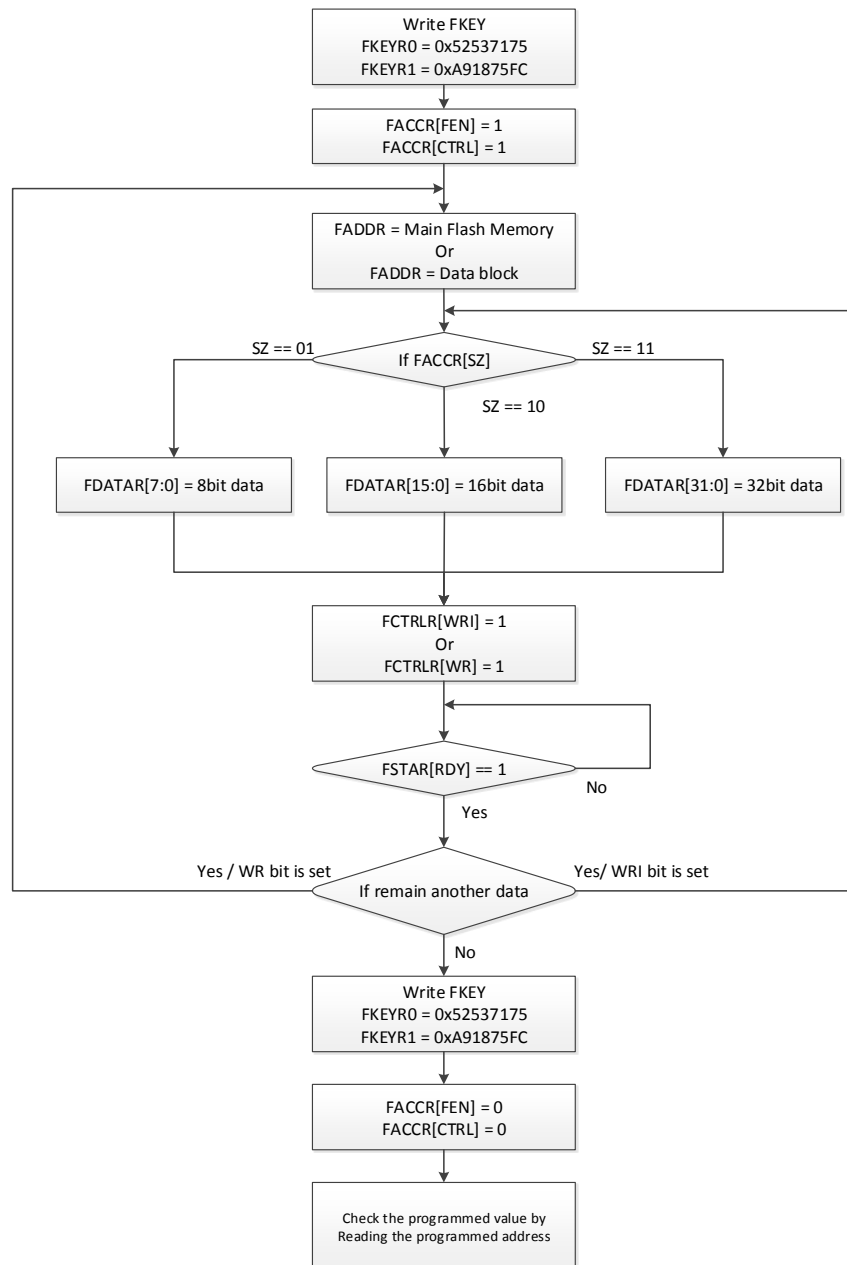 Write FKEY
FKEYR0 = 0x52537175
FKEYR1 = 0xA91875FC
FACCR[FEN] = 1
FACCR[CTRL] = 1
FADDR = Main Flash Memory
Or
FADDR = Data block
If FACCR[SZ]
SZ == 01
SZ == 11
SZ == 10
FDATAR[7:0] = 8bit data
FDATAR[15:0] = 16bit data
FDATAR[31:0] = 32bit data
FCTRLR[WRI] = 1
Or
FCTRLR[WR] = 1
FSTAR[RDY] == 1
No
Yes
Yes / WR bit is set
If remain another data
Yes/ WRI bit is set
No
Write FKEY
FKEYR0 = 0x52537175
FKEYR1 = 0xA91875FC
FACCR[FEN] = 0
FACCR[CTRL] = 0
Check the programmed value by
Reading the programmed address